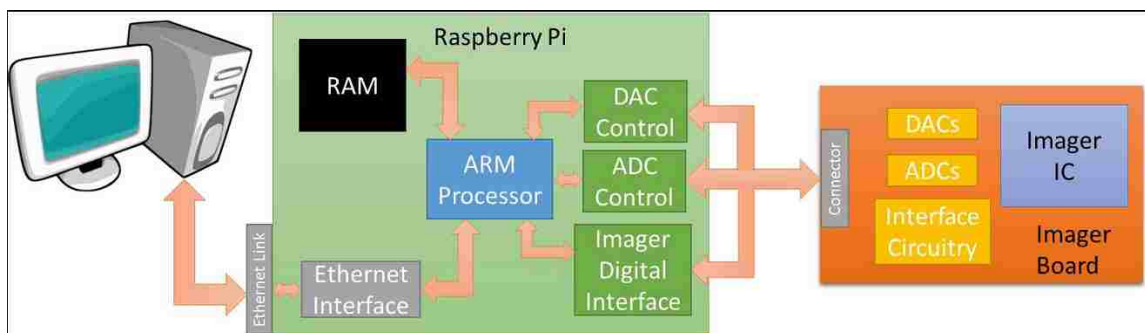 Raspberry Pi
RAM
ARM
Processor
DAC
Control
ADC
Control
Imager
Digital
Interface
Ethernet Link
Ethernet
Interface
Connector
DACs
ADCs
Interface
Circuitry
Imager
IC
Imager
Board